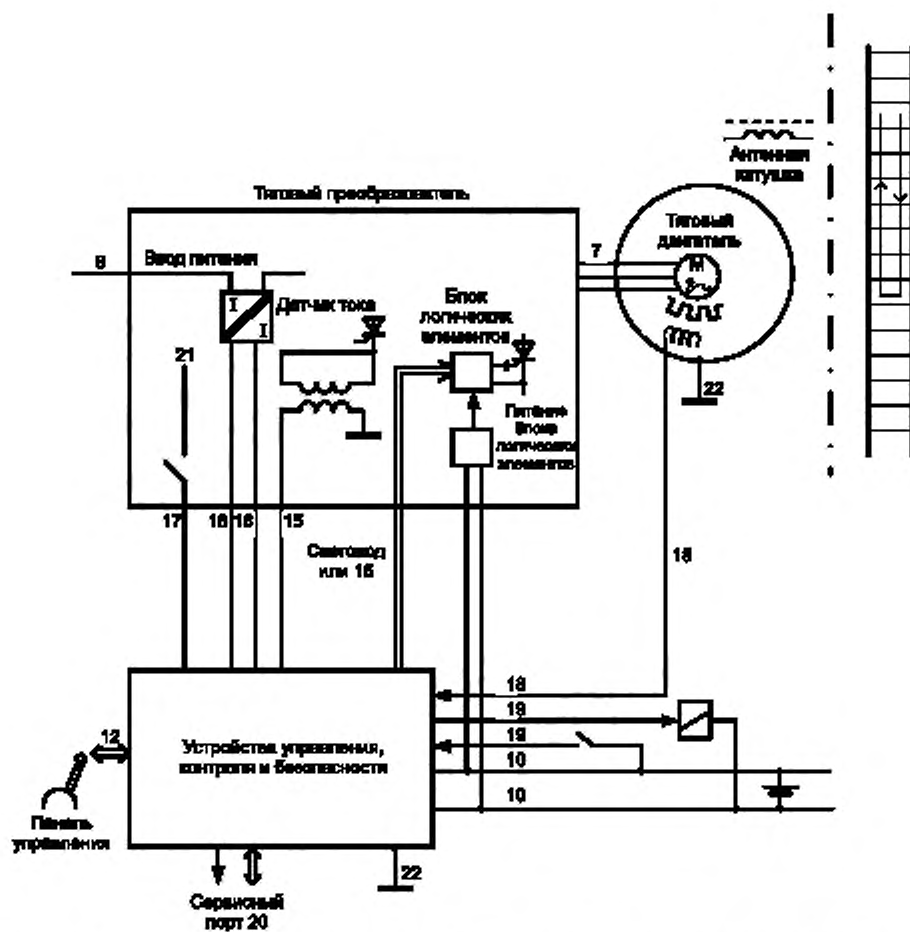 Антенная
катушка
Тяговый преобразователь
Тяговый
двигатель
M
7
8
Ввод питания
I
I
Датчик тока
Блок
логических
элементов
21
22
Питание
блока
логических
элементов
17
16
16
15
Световод
или 16
18
18
19
19
10
10
12
Устройства управления,
контроля и безопасности
Панель
управления
22
Сервисный
порт 20